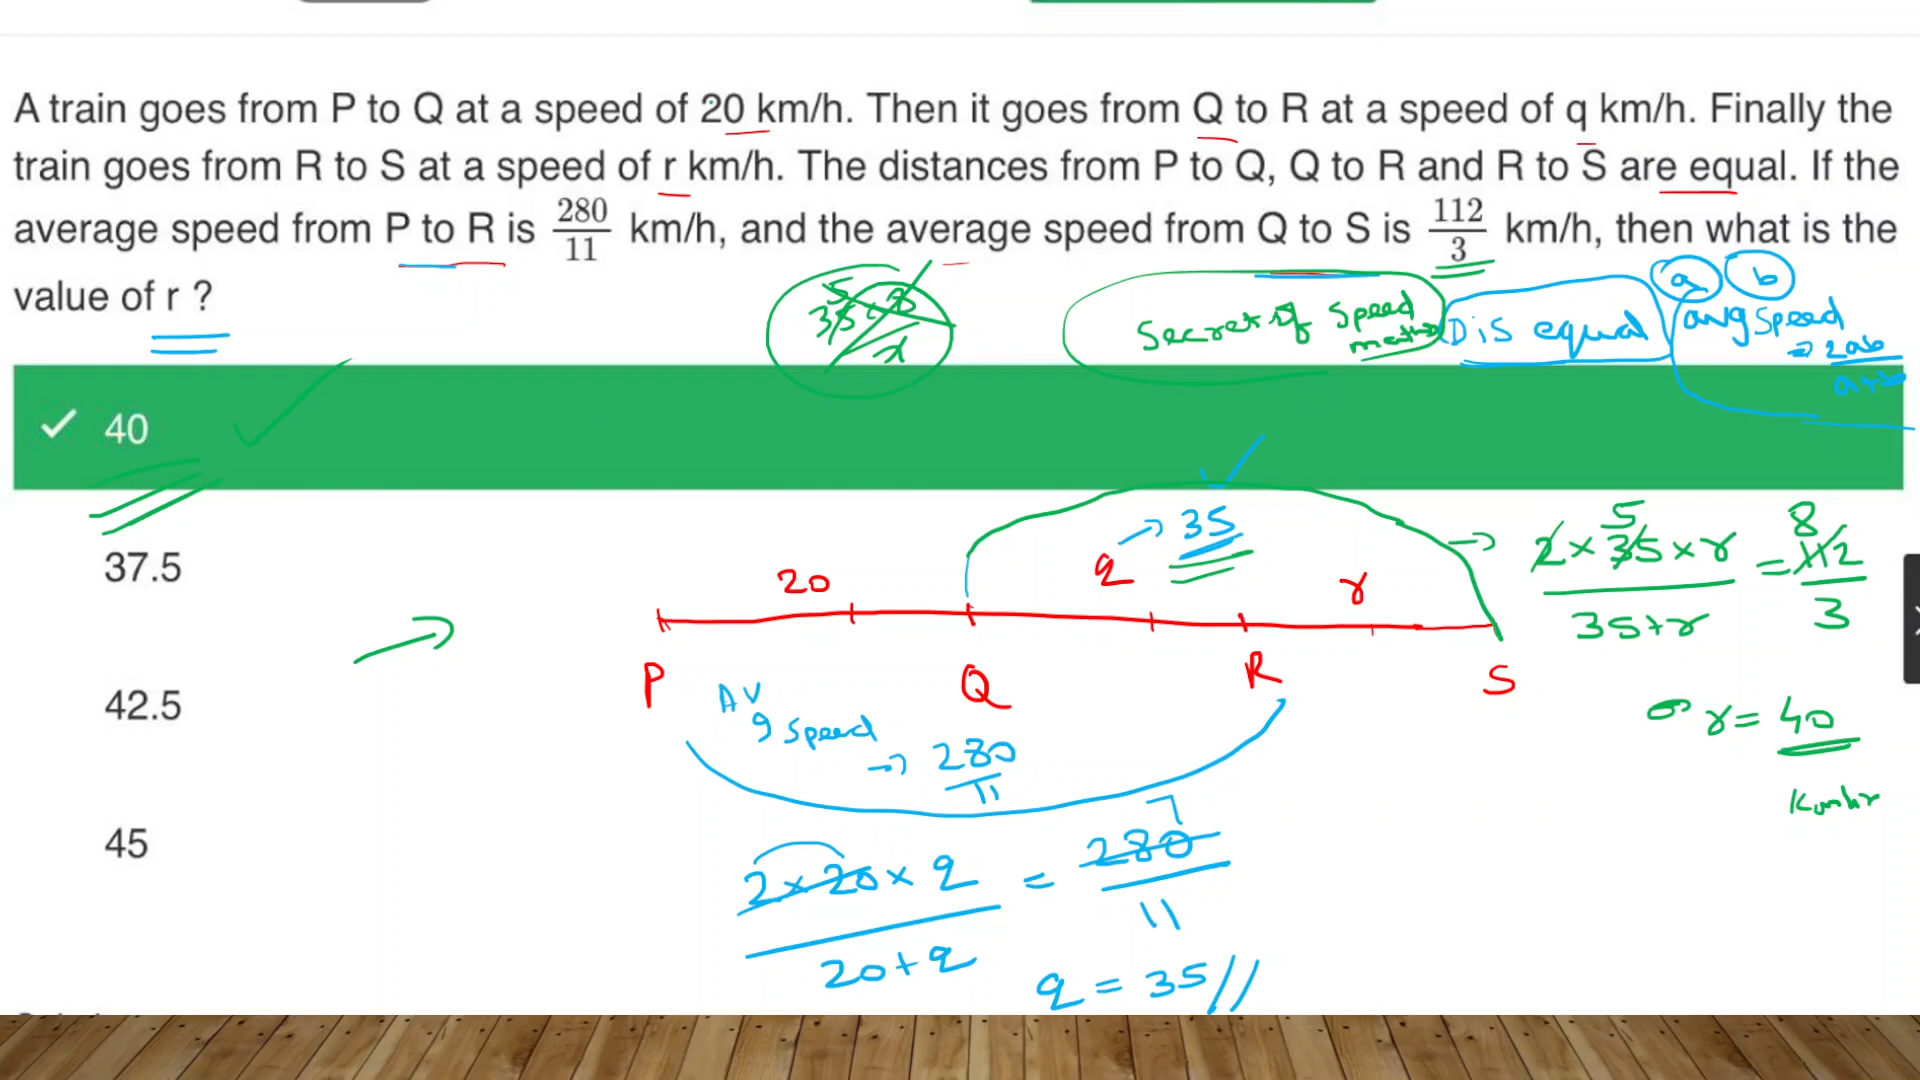 A train goes from P to Q at a speed of 20 km/h. Then it goes from Q to R at a speed of q km/h. Finally the
train goes from R to S at a speed of r km/h. The distances from P to Q, Q to R and R to S are equal. If the
average speed from P to R is 280/11 km/h, and the average speed from Q to S is 112/3 km/h, then what is the
value of r ?
a b
Secret of Speed maths
Dis equal
avg speed
→ 2ab
a+b
40
37.5
42.5
45
20 q → 35 r
P Q R S
AVg Speed
→ 280
11
2 × 20 × q = 280 7
20+q 11
q = 35//
→ 2 × 35 5 × r = 112 8
35+r 3
r = 40
Km/hr